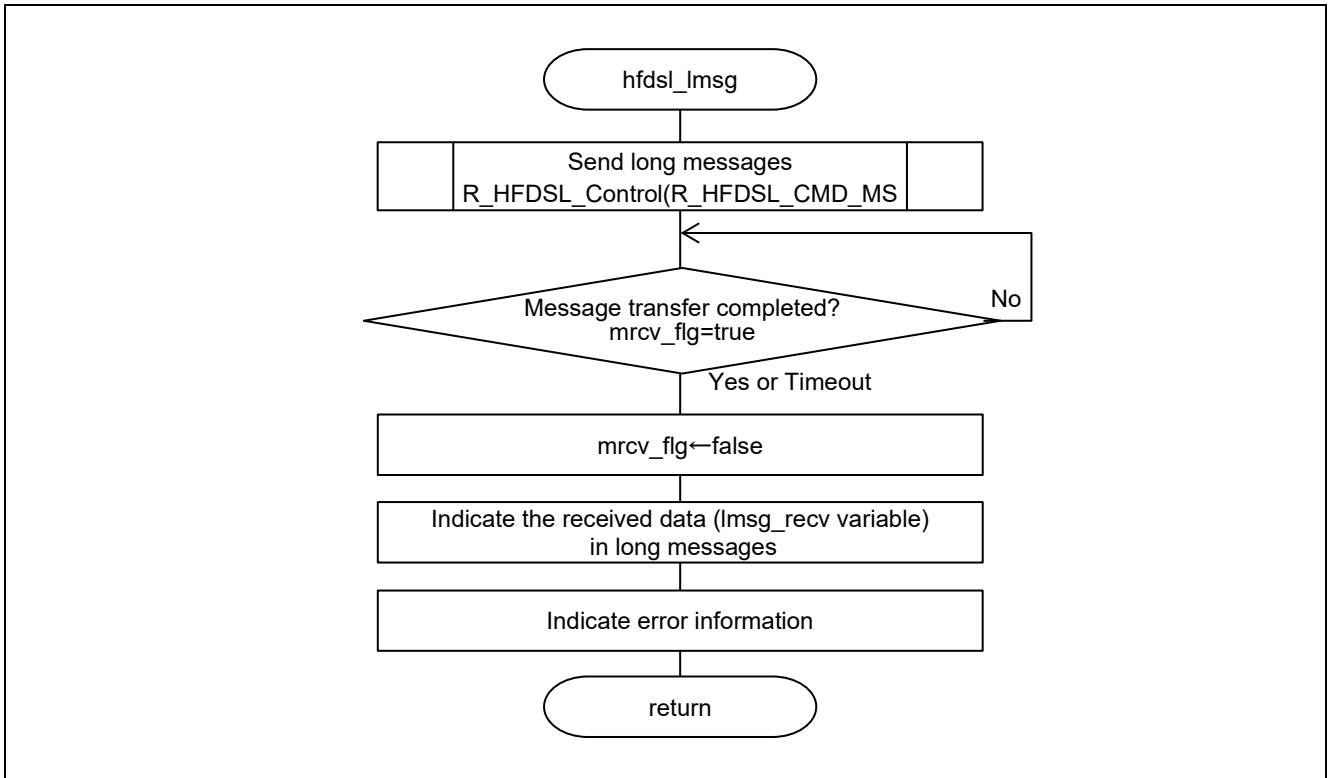 hfdsl_lmsg
Send long messages
R_HFDSL_Control(R_HFDSL_CMD_MS
Message transfer completed?
mrcv_flg=true
No
Yes or Timeout
mrcv_flg←false
Indicate the received data (lmsg_recv variable)
in long messages
Indicate error information
return